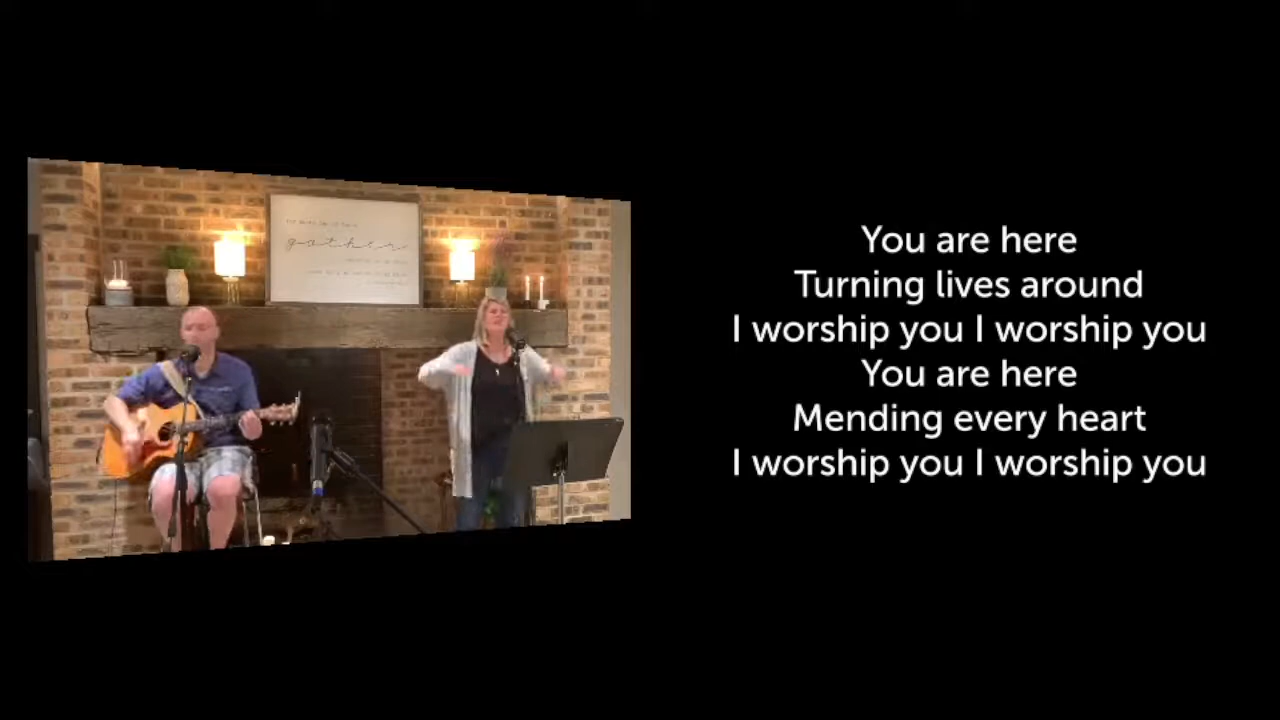 gather
You are here
Turning lives around
I worship you I worship you
You are here
Mending every heart
I worship you I worship you